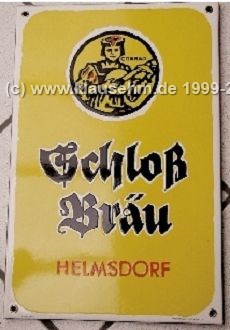 CONRAD
(c) www.klausehm.de 1999-2
Schloß
Bräu
HELMSDORF